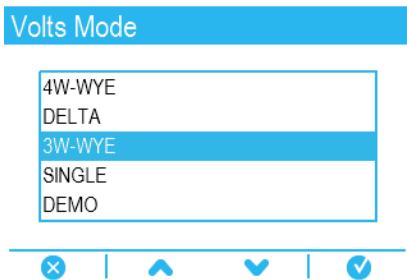 Volts Mode
4W-WYE
DELTA
3W-WYE
SINGLE
DEMO